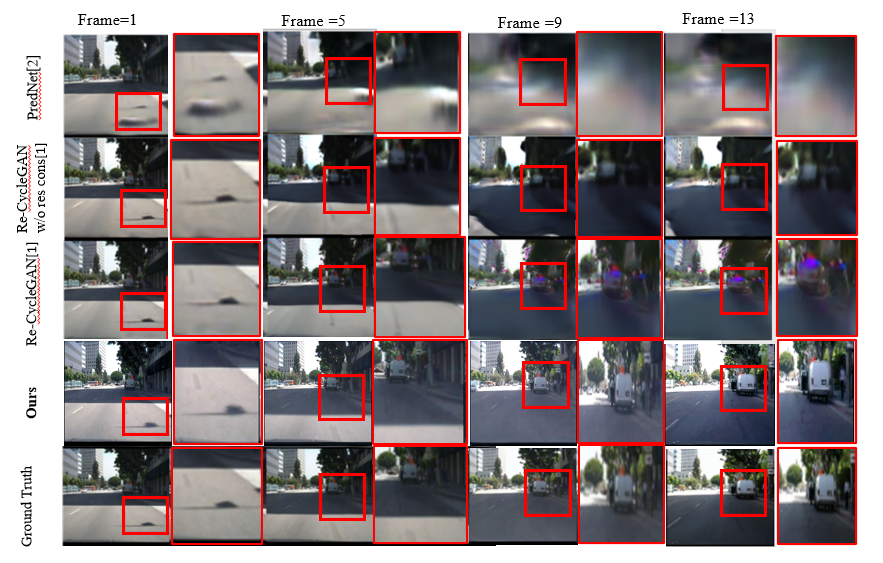 Frame=1
Frame =5
Frame =9
Frame =13
PredNet[2]
Re-CycleGAN
w/o res cons[1]
Re-CycleGAN[1]
Ours
Ground Truth